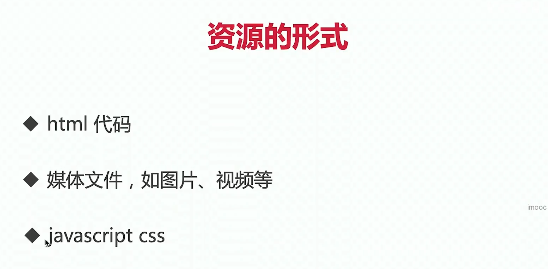 资源的形式
html 代码
媒体文件，如图片、视频等
javascript css
imooc